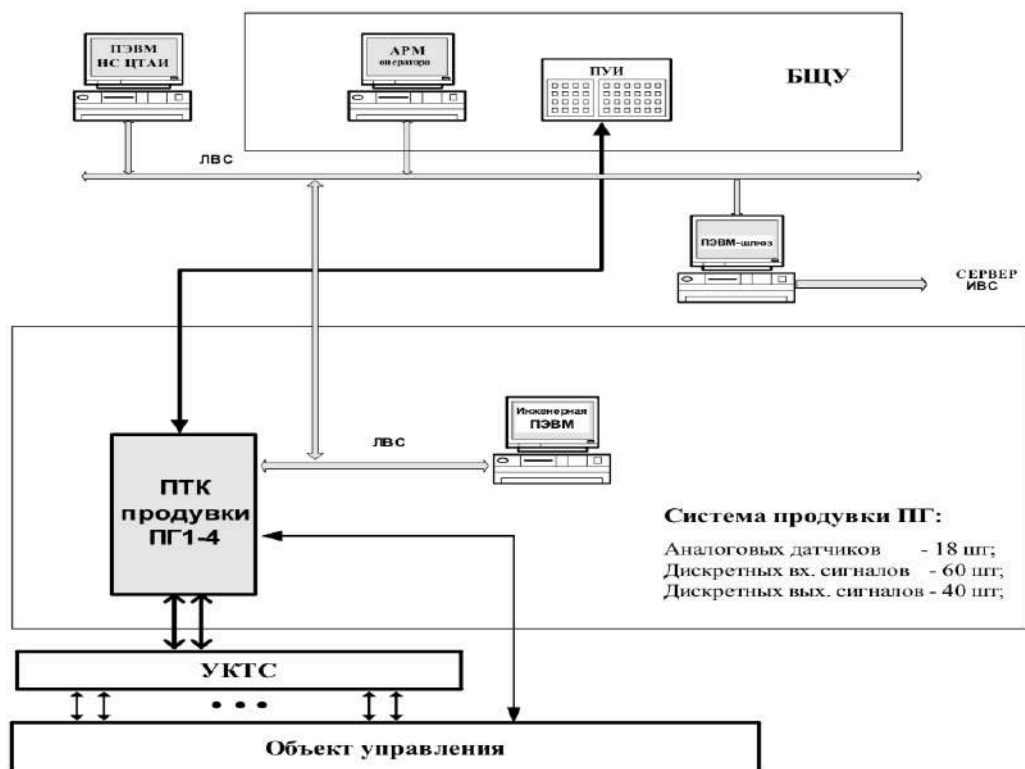 ПЭВМ
НС ЦТАИ
АРМ
оператора
ПУИ
БЩУ
ЛВС
ПЭВМ-шлюз
СЕРВЕР
ИВС
Инженерная
ПЭВМ
ЛВС
ПТК
продувки
ПГ1-4
Система продувки ПГ:
Аналоговых датчиков - 18 шт;
Дискретных вх. сигналов - 60 шт;
Дискретных вых. сигналов - 40 шт;
УКТС
• • •
Объект управления